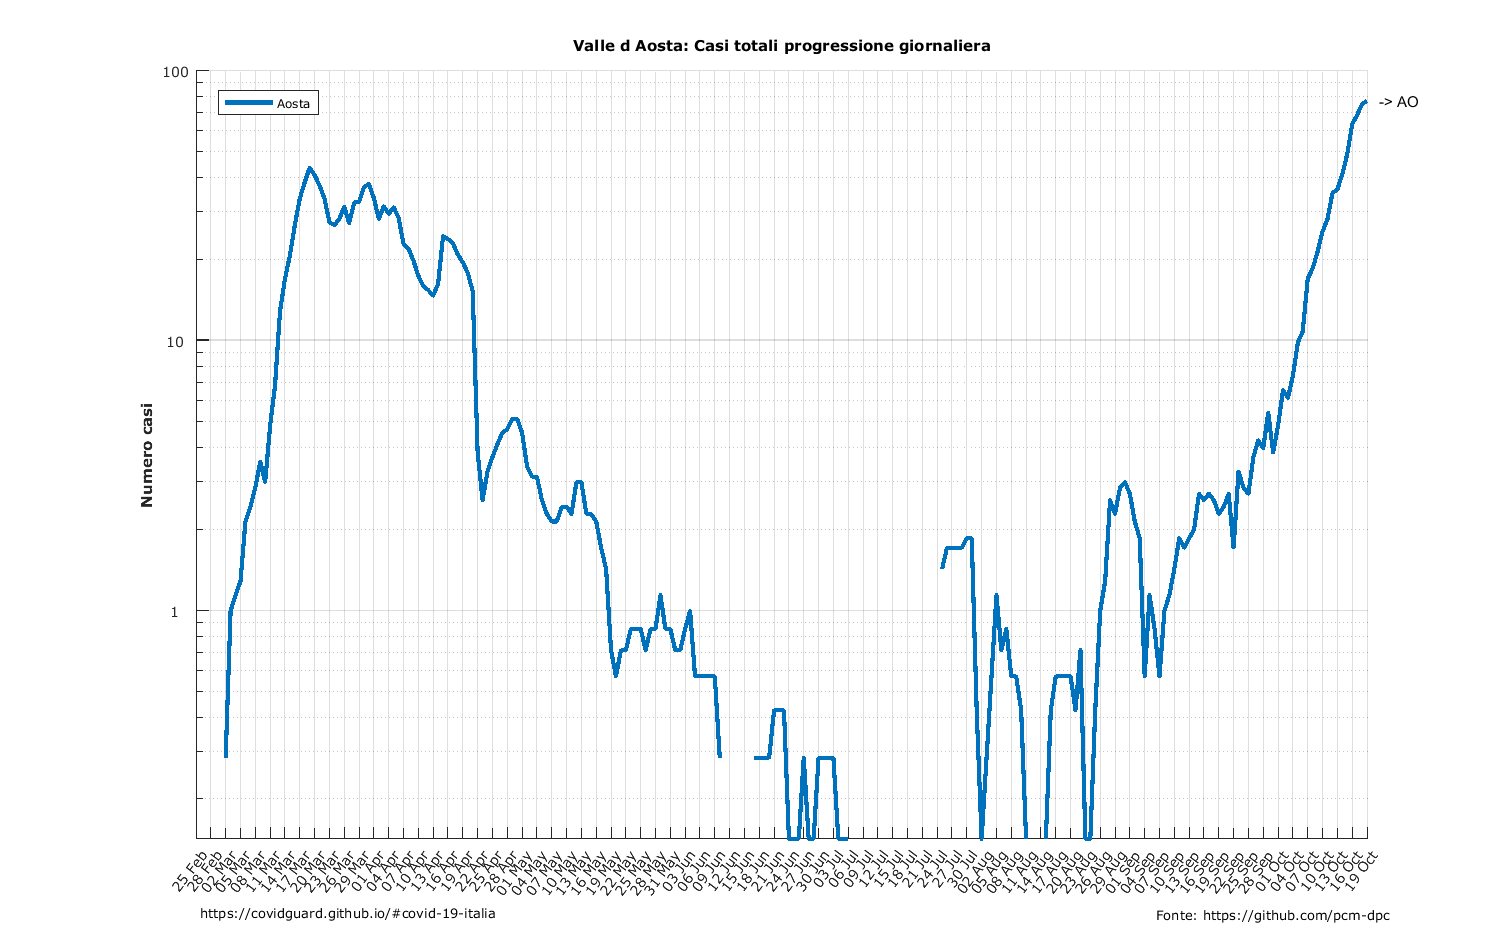 Valle d Aosta: Casi totali progressione giornaliera
100
Aosta
-> AO
10
Numero casi
1
25 Feb
28 Feb
02 Mar
05 Mar
08 Mar
11 Mar
14 Mar
17 Mar
20 Mar
23 Mar
26 Mar
29 Mar
01 Apr
04 Apr
07 Apr
10 Apr
13 Apr
16 Apr
19 Apr
22 Apr
25 Apr
28 Apr
01 May
04 May
07 May
10 May
13 May
16 May
19 May
22 May
25 May
28 May
31 May
03 Jun
06 Jun
09 Jun
12 Jun
15 Jun
18 Jun
21 Jun
24 Jun
27 Jun
30 Jun
03 Jul
06 Jul
09 Jul
12 Jul
15 Jul
18 Jul
21 Jul
24 Jul
27 Jul
30 Jul
02 Aug
05 Aug
08 Aug
11 Aug
14 Aug
17 Aug
20 Aug
23 Aug
26 Aug
29 Aug
01 Sep
04 Sep
07 Sep
10 Sep
13 Sep
16 Sep
19 Sep
22 Sep
25 Sep
28 Sep
01 Oct
04 Oct
07 Oct
10 Oct
13 Oct
16 Oct
19 Oct
https://covidguard.github.io/#covid-19-italia
Fonte: https://github.com/pcm-dpc